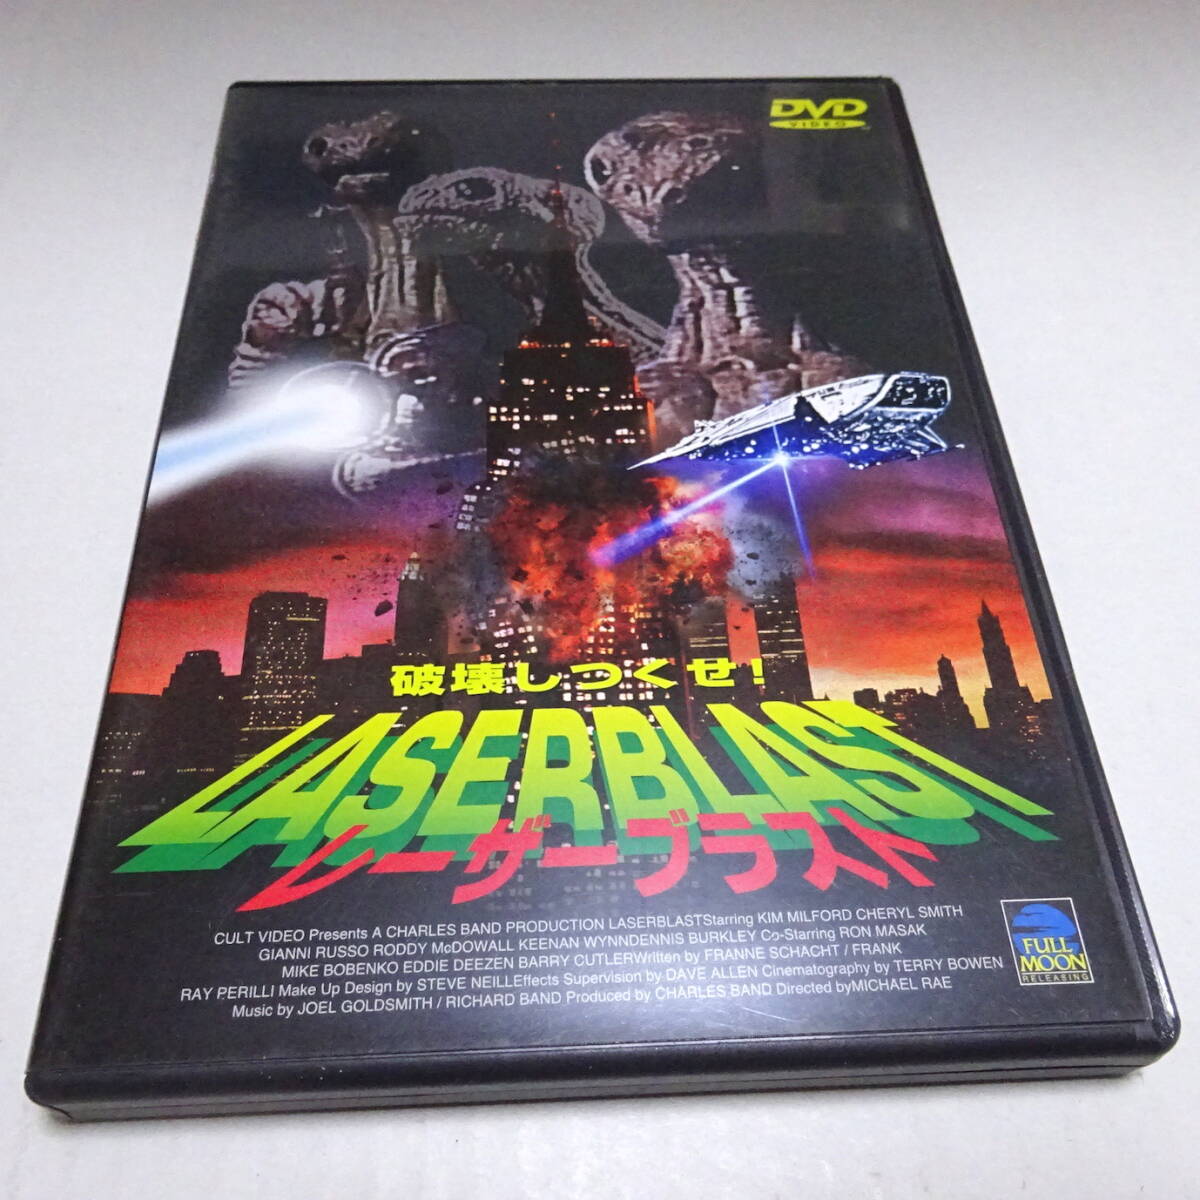 DVD
VIDEO
破壊しつくせ!
LASERBLAST
レーザーブラスト
CULT VIDEO Presents A CHARLES BAND PRODUCTION LASERBLASTStarring KIM MILFORD CHERYL SMITH
GIANNI RUSSO RODDY McDOWALL KEENAN WYNNDENNIS BURKLEY Co-Starring RON MASAK
MIKE BOBENKO EDDIE DEEZEN BARRY CUTLERWritten by FRANNE SCHACHT / FRANK
RAY PERILLI Make Up Design by STEVE NEILLEffects Supervision by DAVE ALLEN Cinematography by TERRY BOWEN
Music by JOEL GOLDSMITH / RICHARD BAND Produced by CHARLES BAND Directed byMICHAEL RAE
FULL
MOON
RELEASING